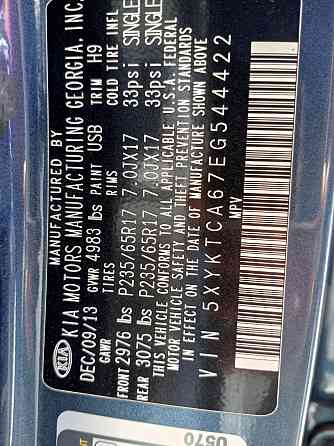 MANUFACTURED BY
KIA MOTORS MANUFACTURING GEORGIA, INC.
DEC/09/13 GVWR 4983 lbs PAINT USB TRIM H9
GAWR TIRES RIMS COLD TIRE INFL
FRONT 2976 lbs P235/65R17 7.0JX17 33psi SINGLE
REAR 3075 lbs P235/65R17 7.0JX17 33psi SINGLE
THIS VEHICLE CONFORMS TO ALL APPLICABLE U.S.A. FEDERAL
MOTOR VEHICLE SAFETY AND THEFT PREVENTION STANDARDS
IN EFFECT ON THE DATE OF MANUFACTURE SHOWN ABOVE
VIN 5XYKTCA67EG544422
MPV
KIA
U570